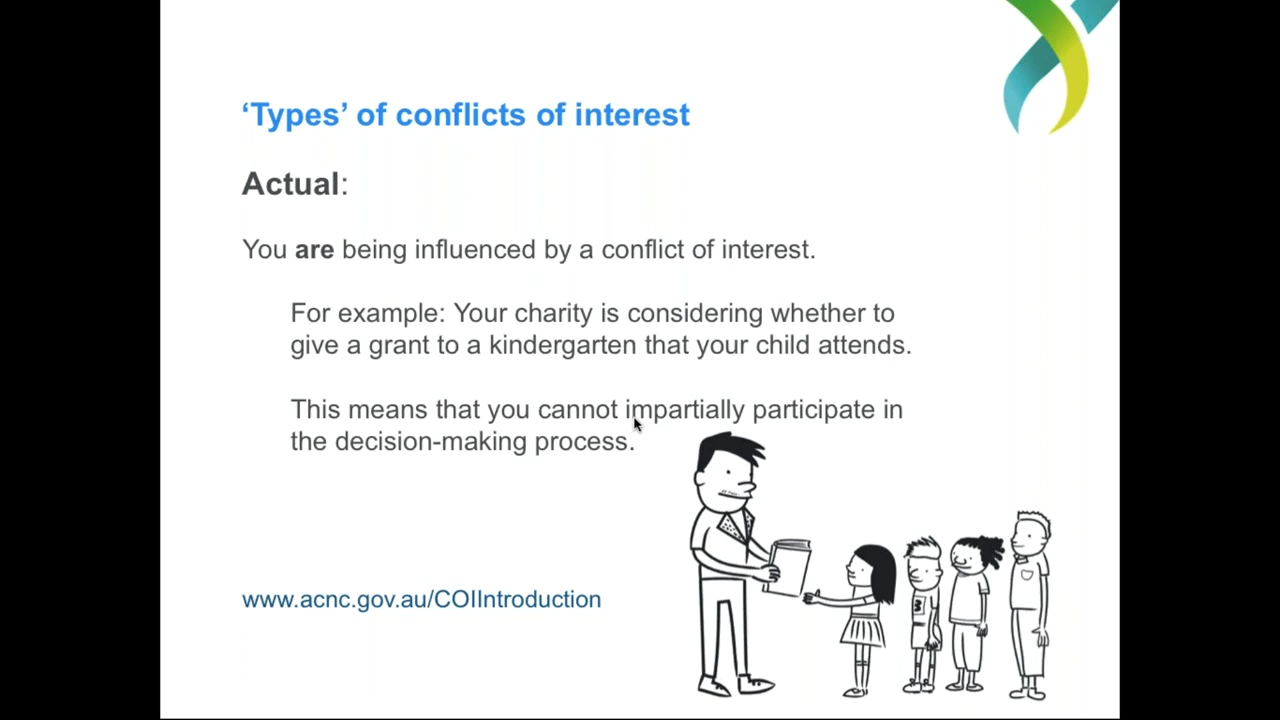 ‘Types’ of conflicts of interest
Actual:
You are being influenced by a conflict of interest.
For example: Your charity is considering whether to
give a grant to a kindergarten that your child attends.
This means that you cannot impartially participate in
the decision-making process.
3
www.acnc.gov.au/COIIntroduction